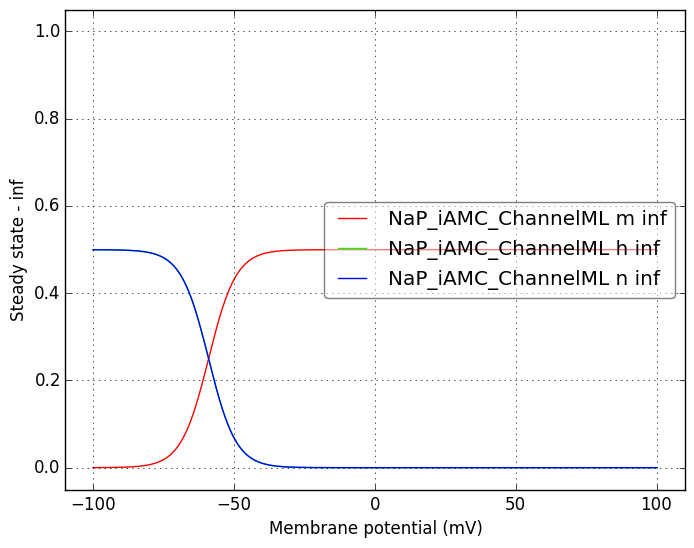 1.0
0.8
0.6
0.4
0.2
0.0
Steady state - inf
NaP_iAMC_ChannelML m inf
NaP_iAMC_ChannelML h inf
NaP_iAMC_ChannelML n inf
−100 −50 0 50 100
Membrane potential (mV)